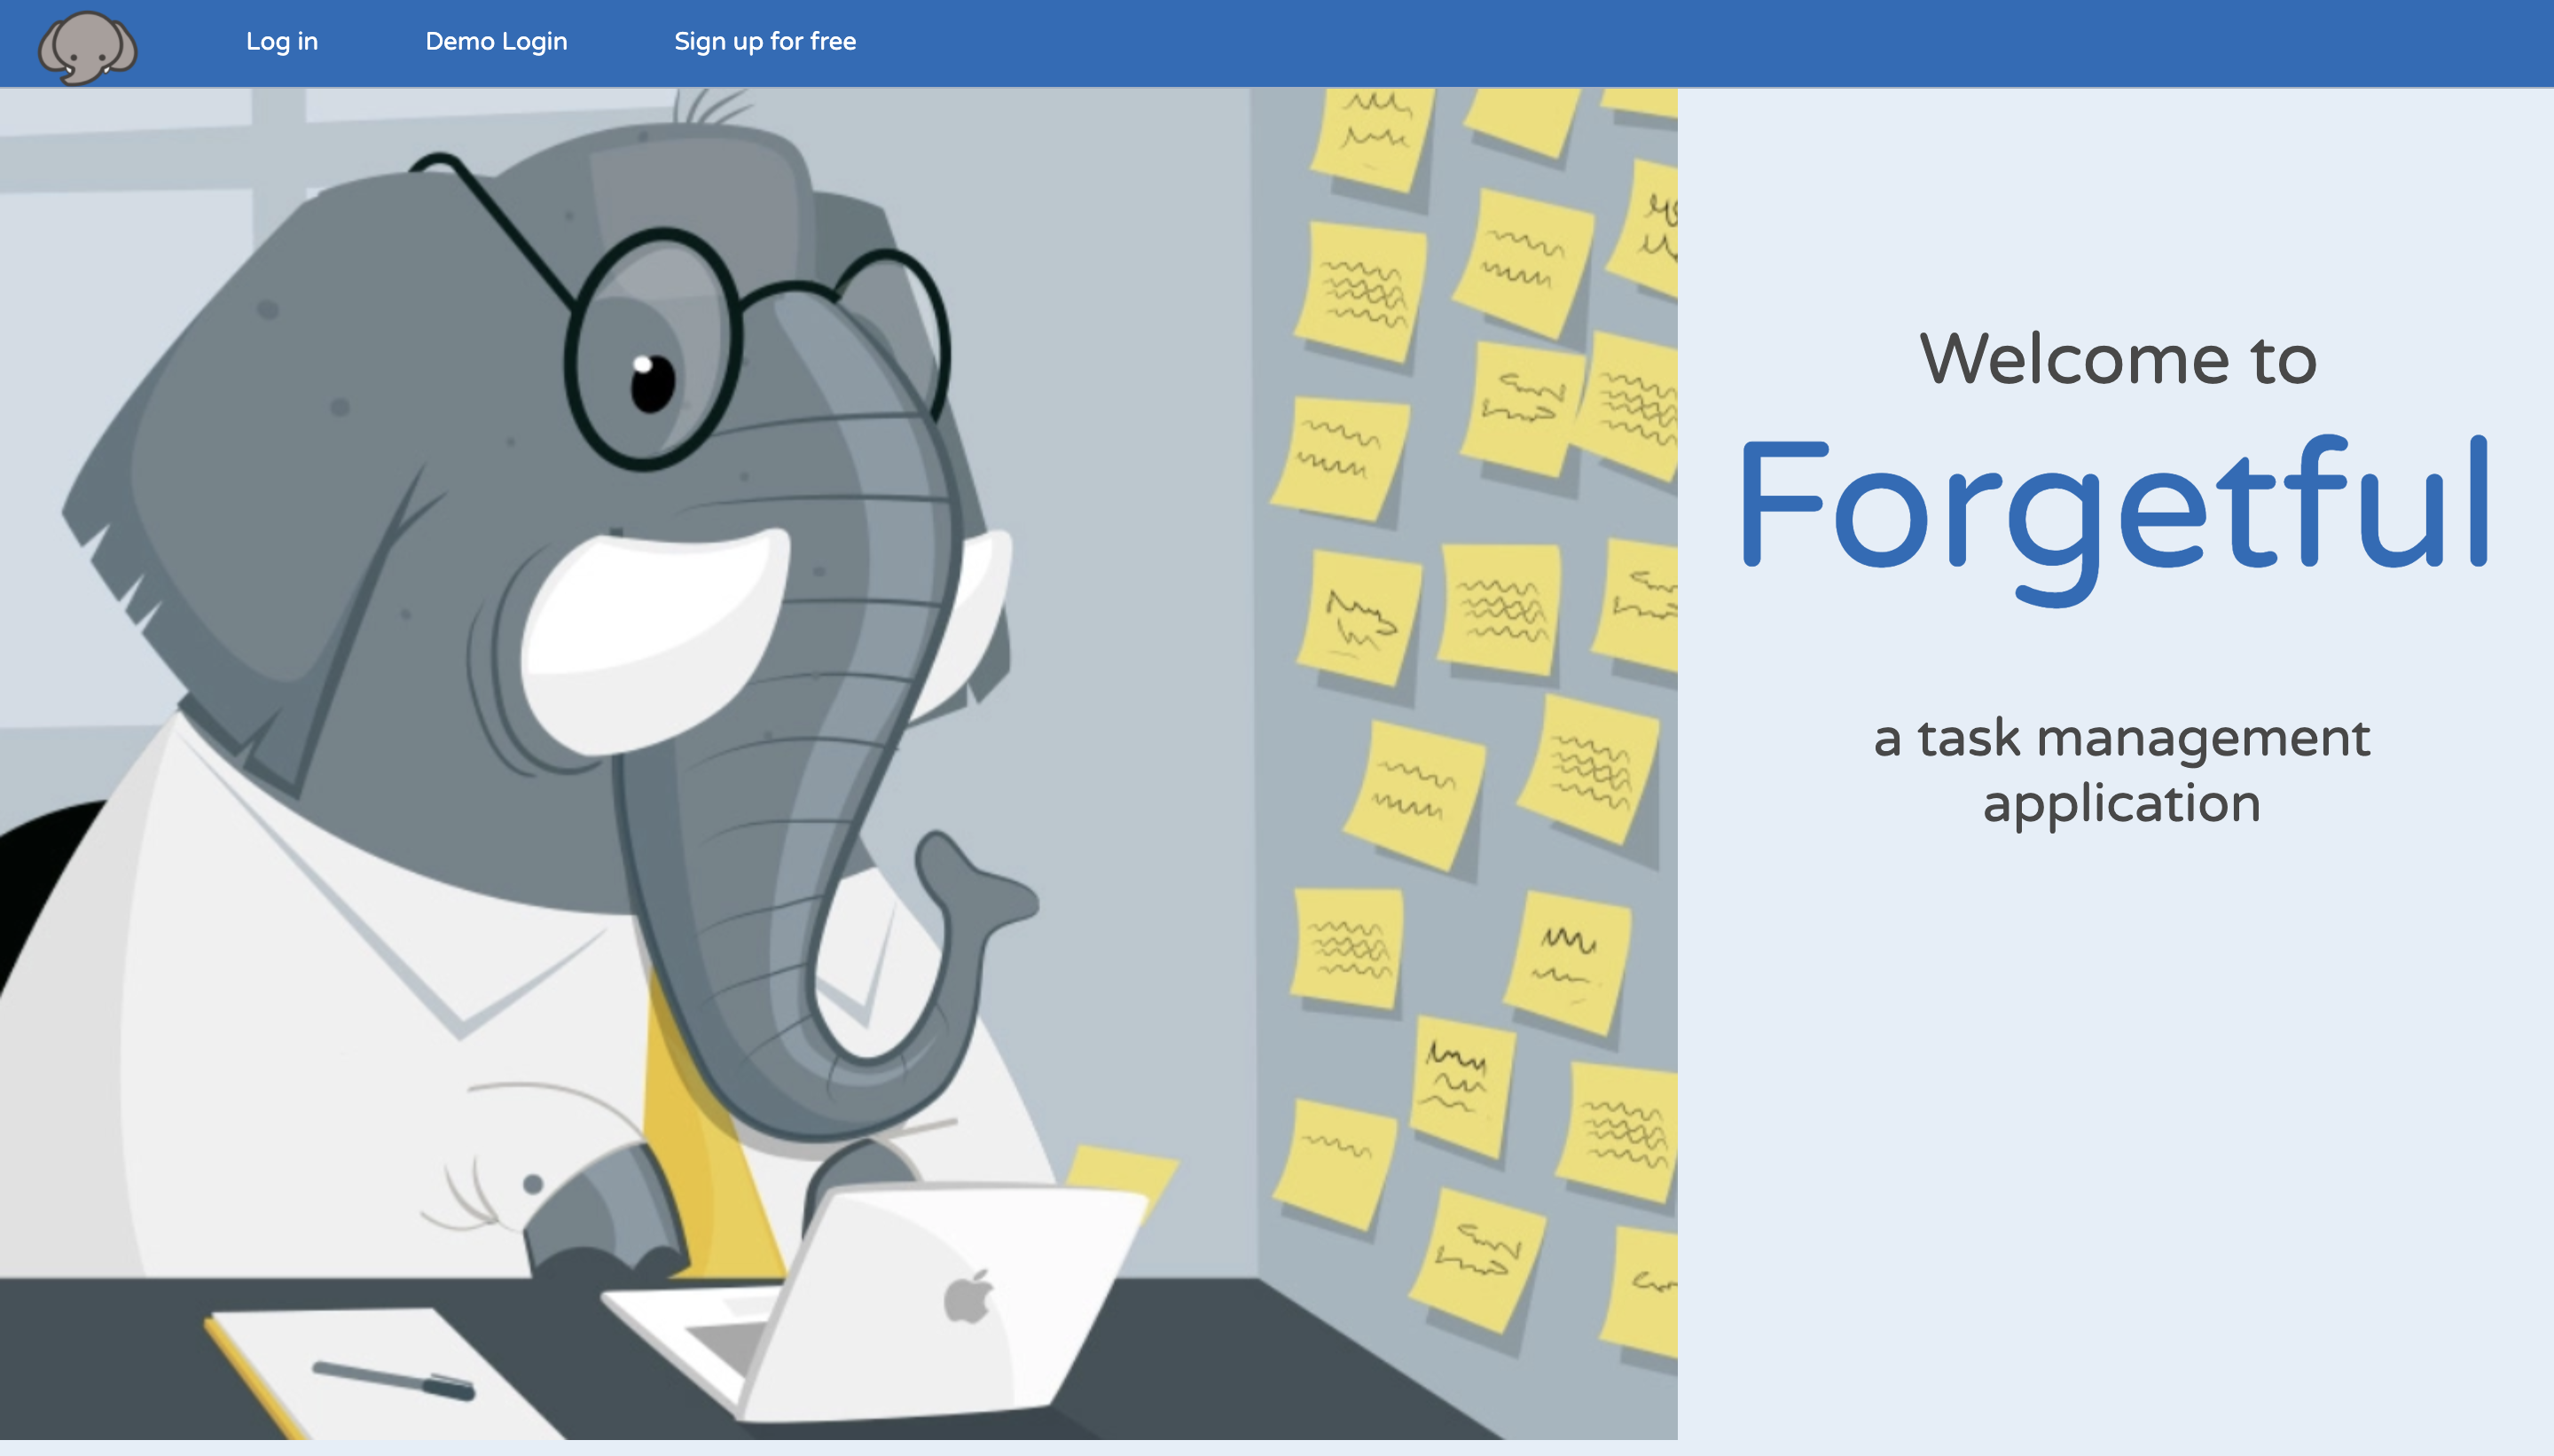 Log in
Demo Login
Sign up for free
Welcome to
Forgetful
a task management
application